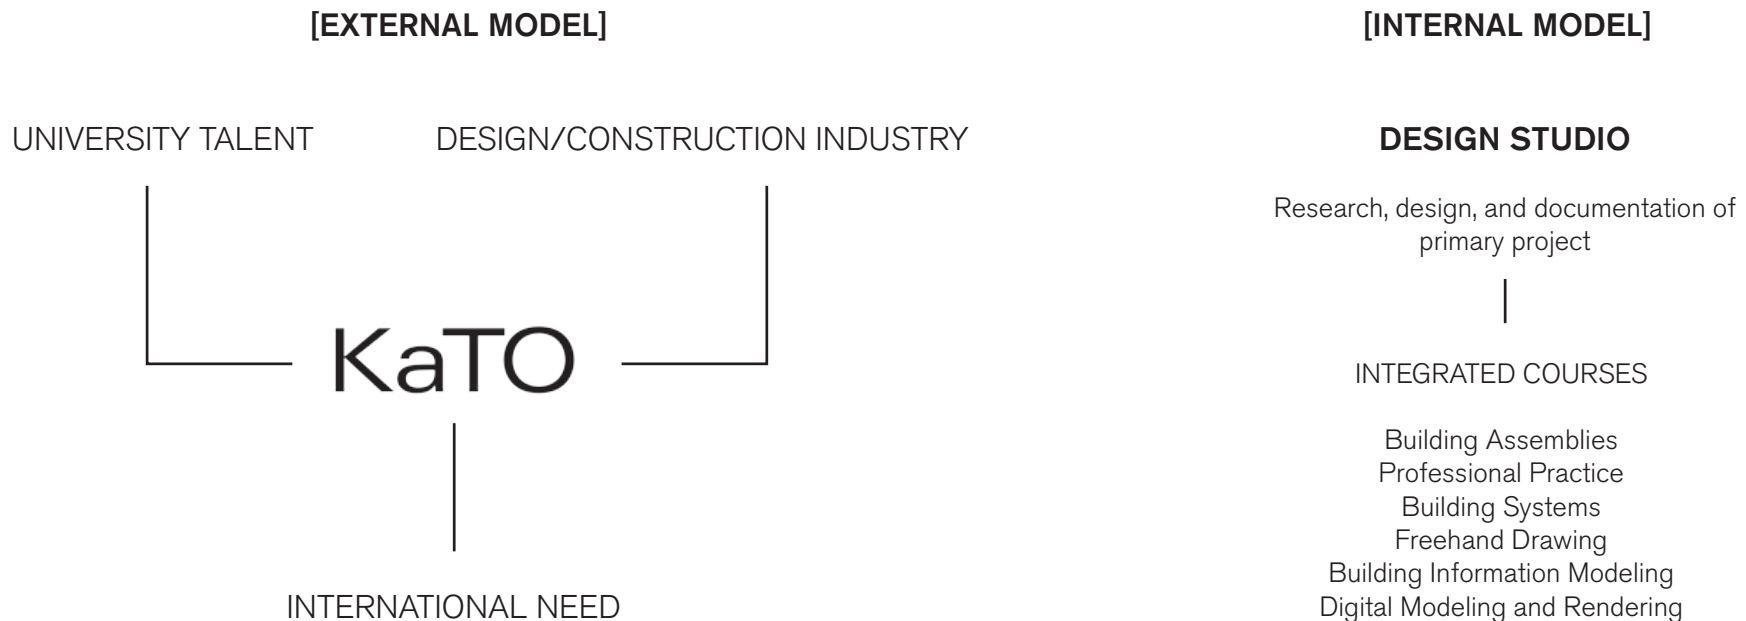 [EXTERNAL MODEL]
UNIVERSITY TALENT
DESIGN/CONSTRUCTION INDUSTRY
KaTO
INTERNATIONAL NEED
[INTERNAL MODEL]
DESIGN STUDIO
Research, design, and documentation of
primary project
INTEGRATED COURSES
Building Assemblies
Professional Practice
Building Systems
Freehand Drawing
Building Information Modeling
Digital Modeling and Rendering